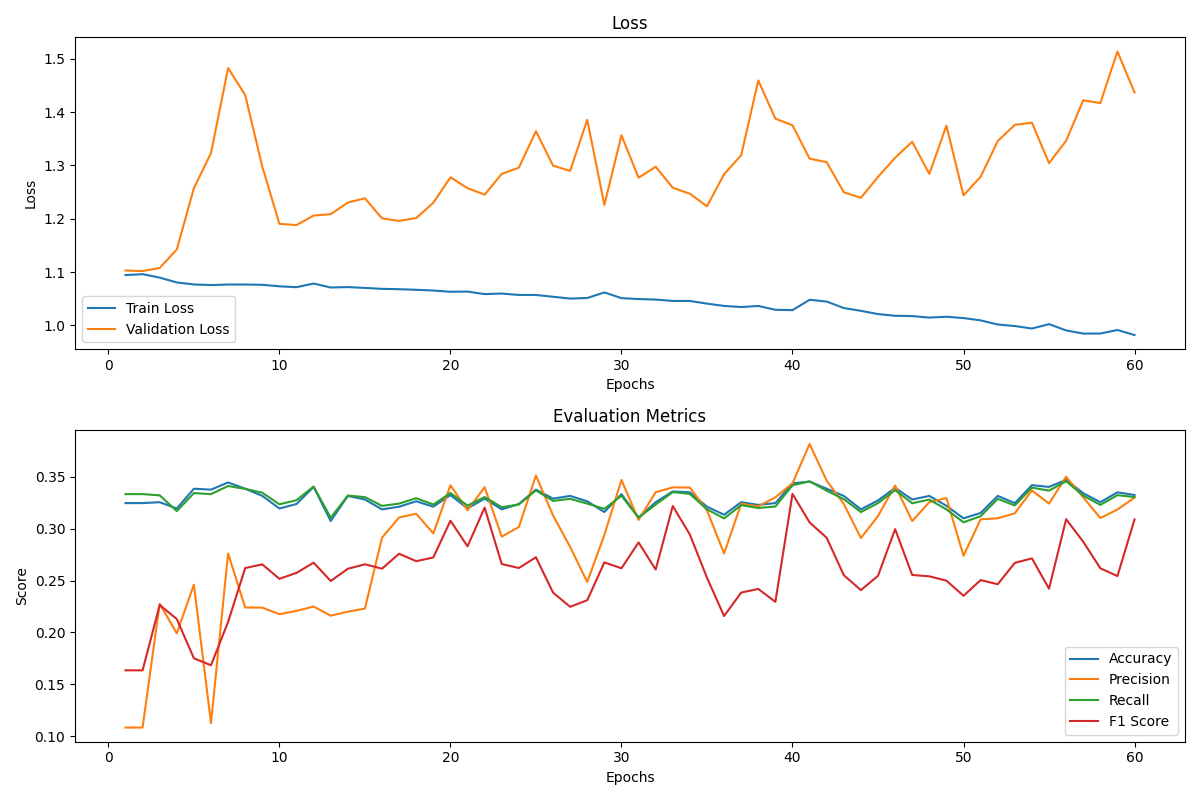 Loss
1.5
1.4
1.3
1.2
1.1
1.0
Loss
Train Loss
Validation Loss
0 10 20 30 40 50 60
Epochs
Evaluation Metrics
0.35
0.30
0.25
0.20
0.15
0.10
Score
Accuracy
Precision
Recall
F1 Score
0 10 20 30 40 50 60
Epochs